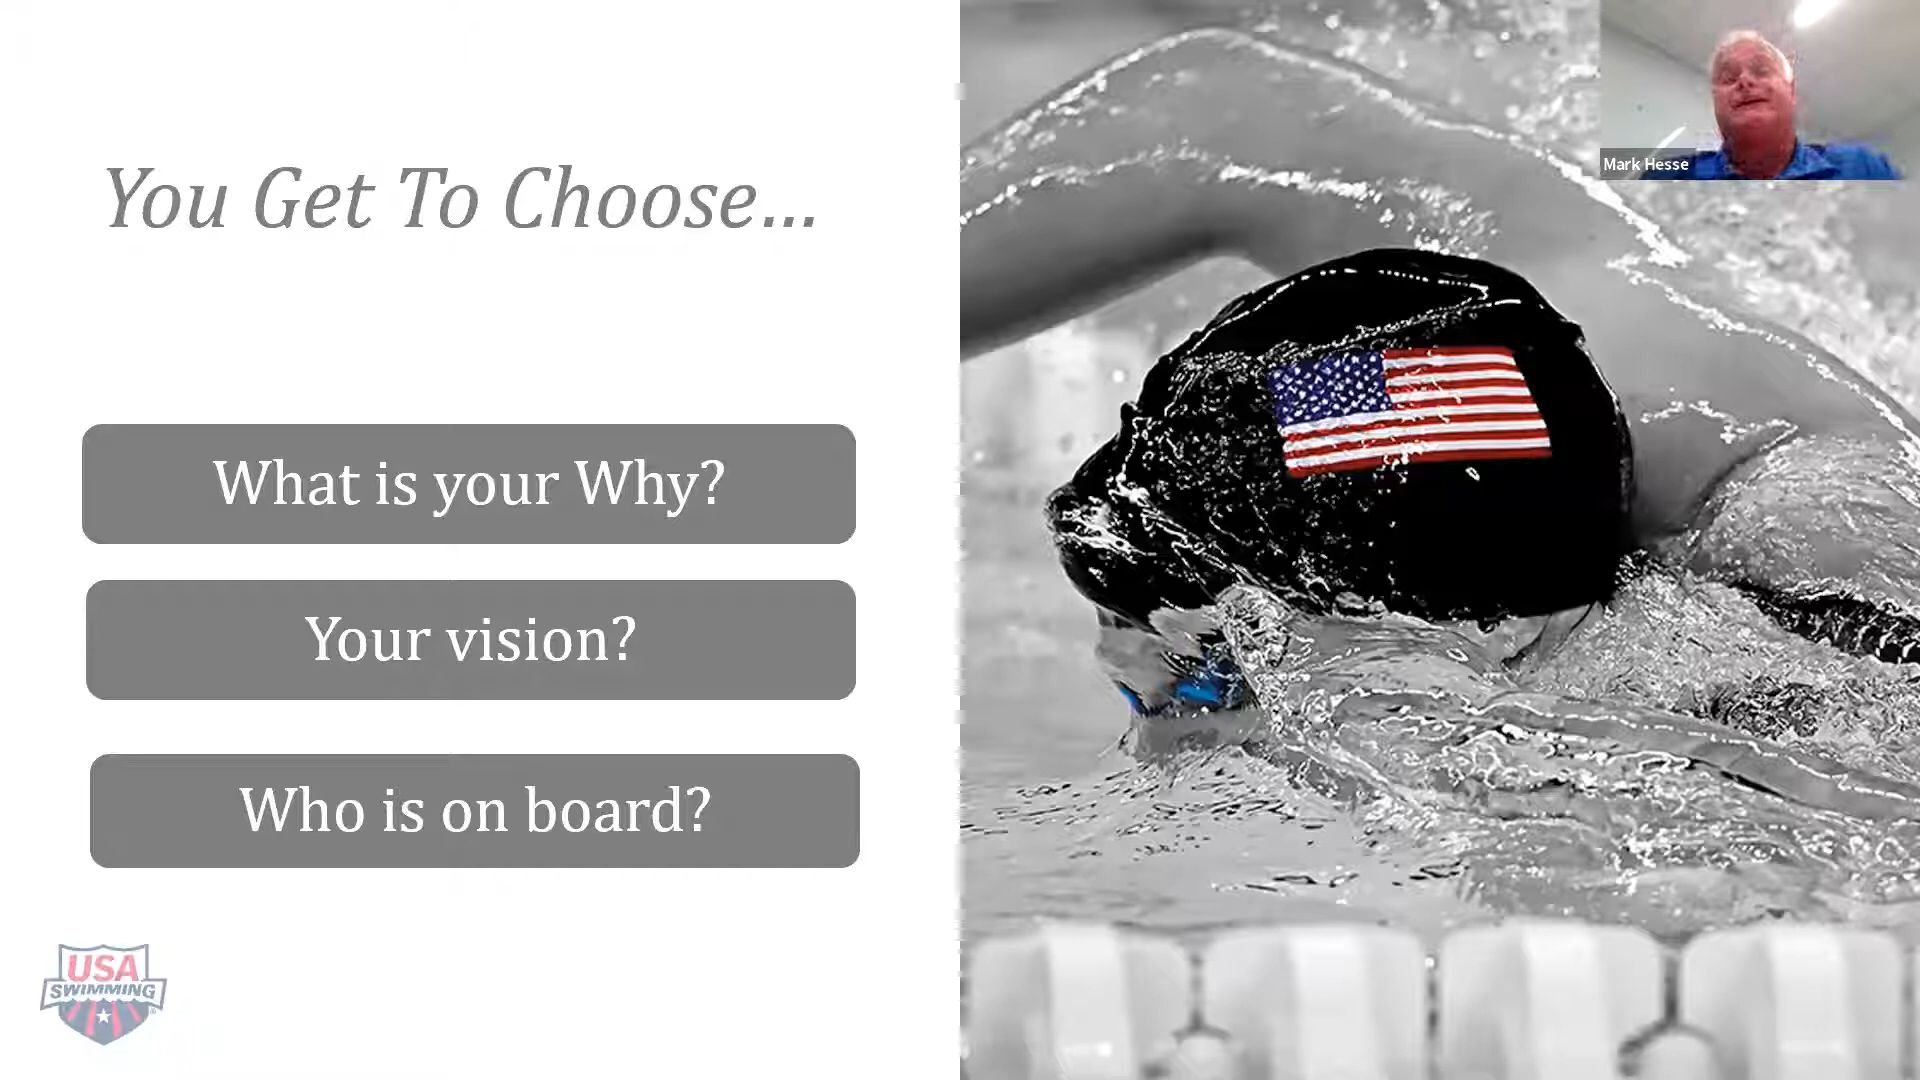 You Get To Choose...
What is your Why?
Your vision?
Who is on board?
USA
SWIMMING
Mark Hesse